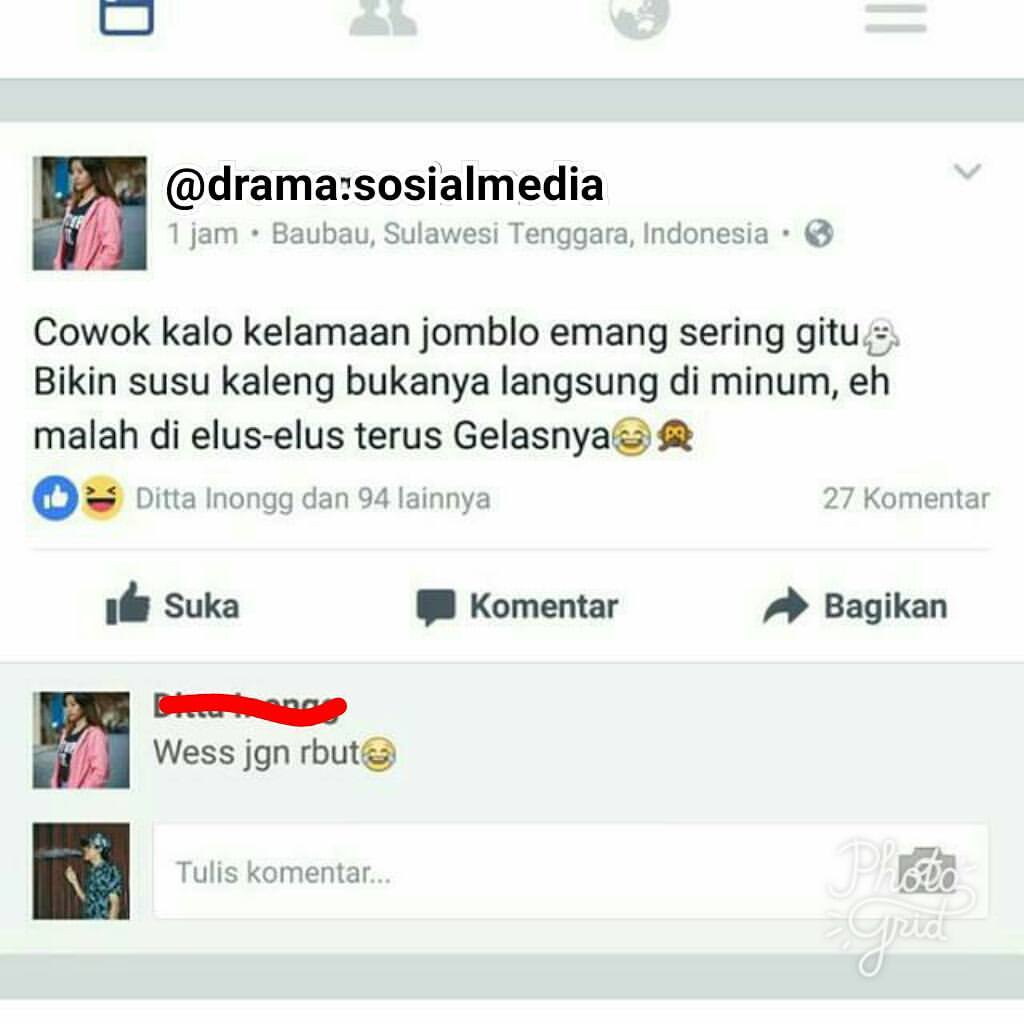 @drama:sosialmedia
1 jam • Baubau, Sulawesi Tenggara, Indonesia •
Cowok kalo kelamaan jomblo emang sering gitu👻
Bikin susu kaleng bukanya langsung di minum, eh
malah di elus-elus terus Gelasnya😂🙊
Ditta Inongg dan 94 lainnya
27 Komentar
Suka
Komentar
Bagikan
Wess jgn rbut😂
Tulis komentar...
Photo
Grid